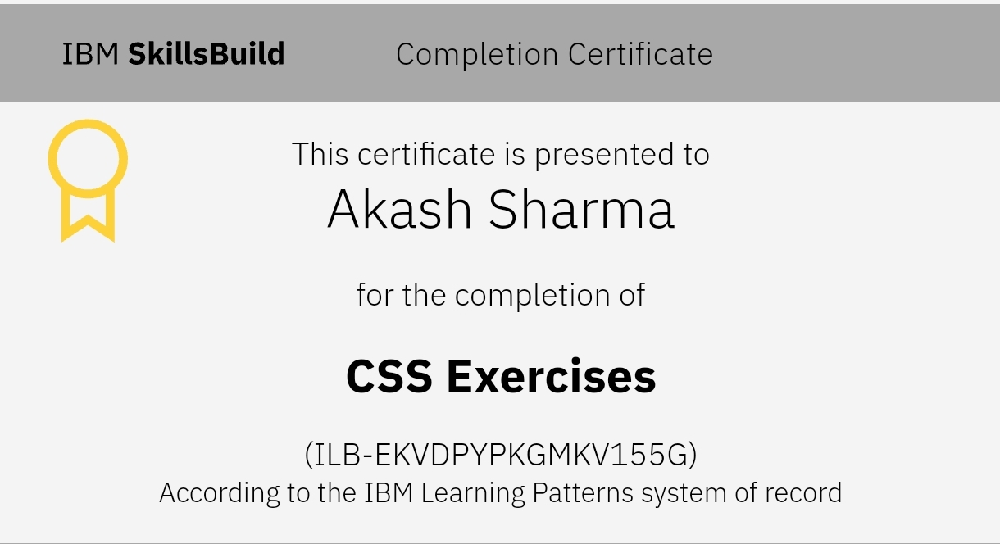 IBM SkillsBuild Completion Certificate
This certificate is presented to
Akash Sharma
for the completion of
CSS Exercises
(ILB-EKVDPYPKGMKV155G)
According to the IBM Learning Patterns system of record